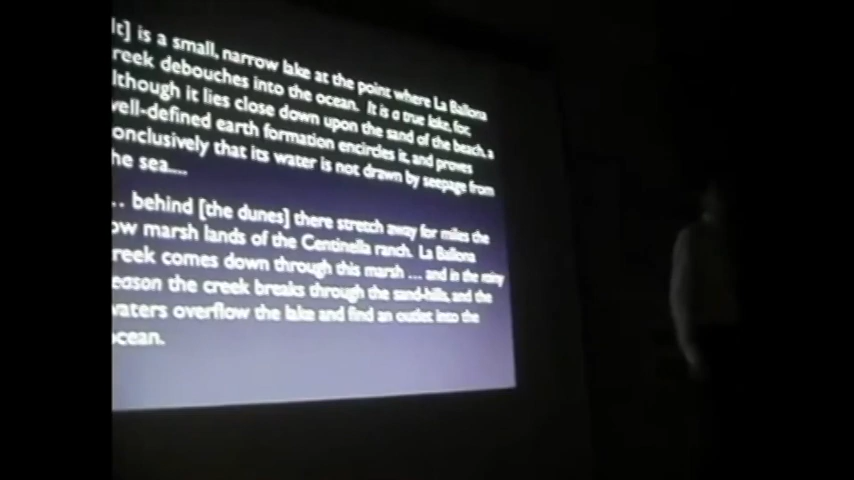 It] is a small, narrow lake at the point where La Ballona
reek debouches into the ocean. It is a true lake, for,
lthough it lies close down upon the sand of the beach, a
well-defined earth formation encircles it, and proves
onclusively that its water is not drawn by seepage from
he sea....
.. behind [the dunes] there stretch away for miles the
ow marsh lands of the Centinella ranch. La Ballona
reek comes down through this marsh ... and in the rainy
eason the creek breaks through the sand-hills, and the
waters overflow the lake and find an outlet into the
ocean.